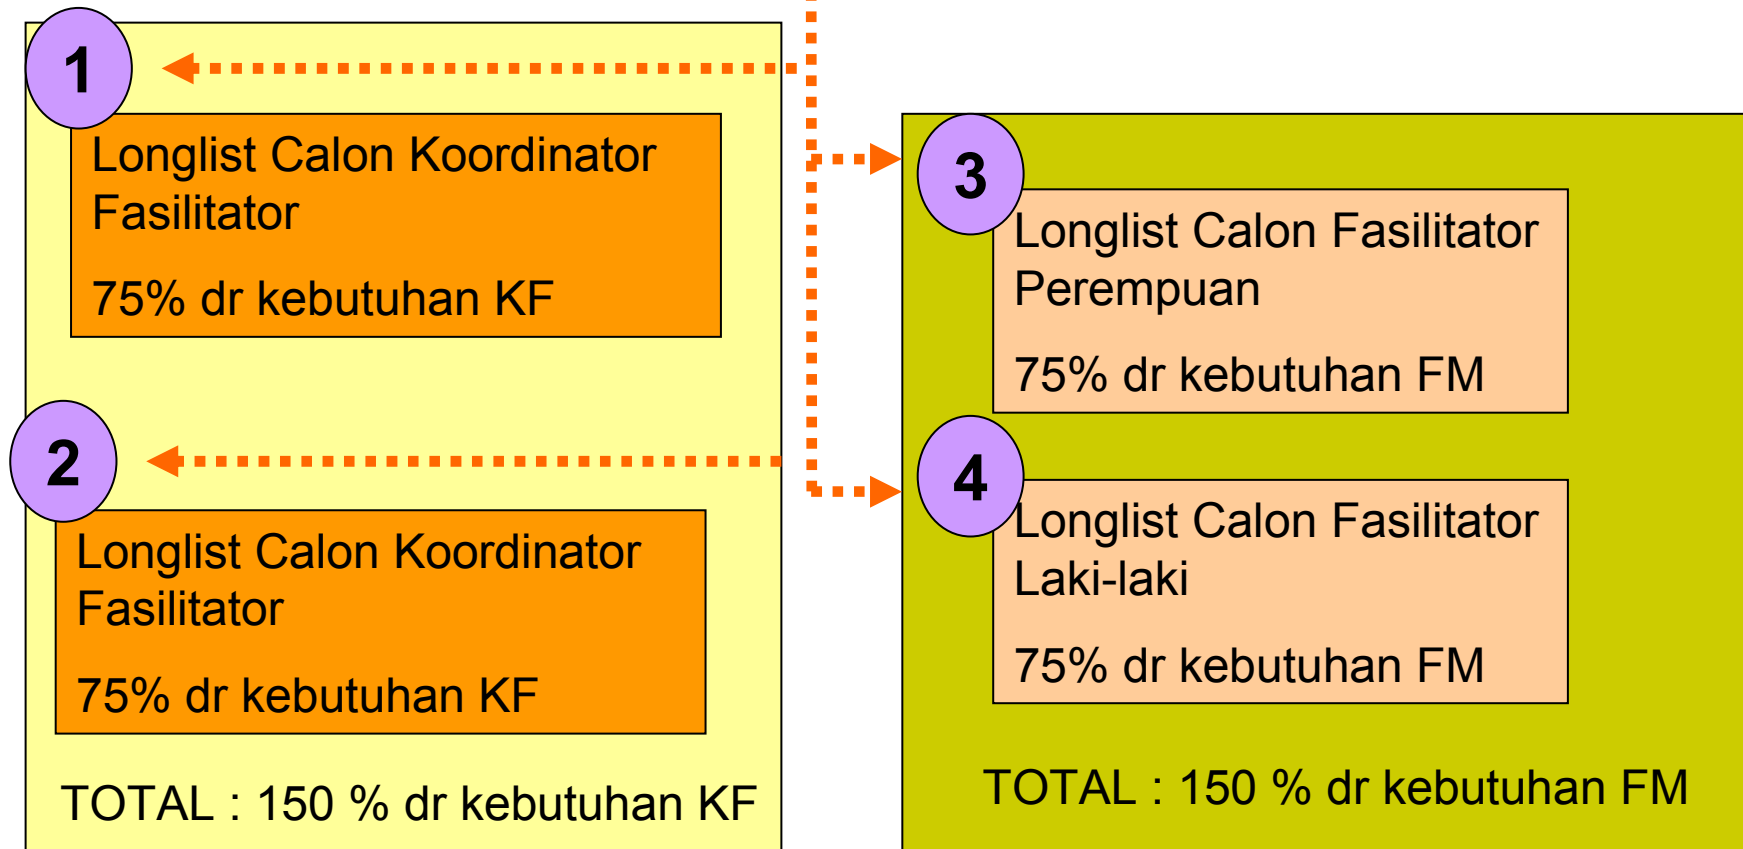 1
Longlist Calon Koordinator
Fasilitator
75% dr kebutuhan KF
2
Longlist Calon Koordinator
Fasilitator
75% dr kebutuhan KF
TOTAL : 150 % dr kebutuhan KF
3
Longlist Calon Fasilitator
Perempuan
75% dr kebutuhan FM
4
Longlist Calon Fasilitator
Laki-laki
75% dr kebutuhan FM
TOTAL : 150 % dr kebutuhan FM